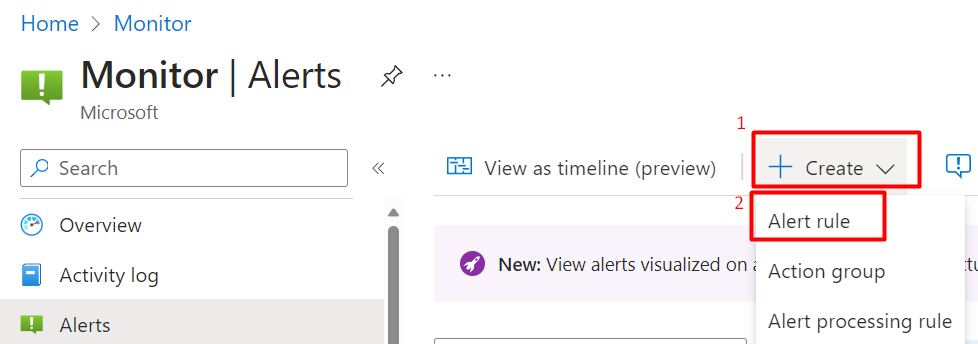 Home > Monitor
Monitor | Alerts
...
Microsoft
1
Search
«
View as timeline (preview)
Create
2
Alert rule
Overview
Activity log
New: View alerts visualized on a
ctu
Action group
Alerts
Alert processing rule